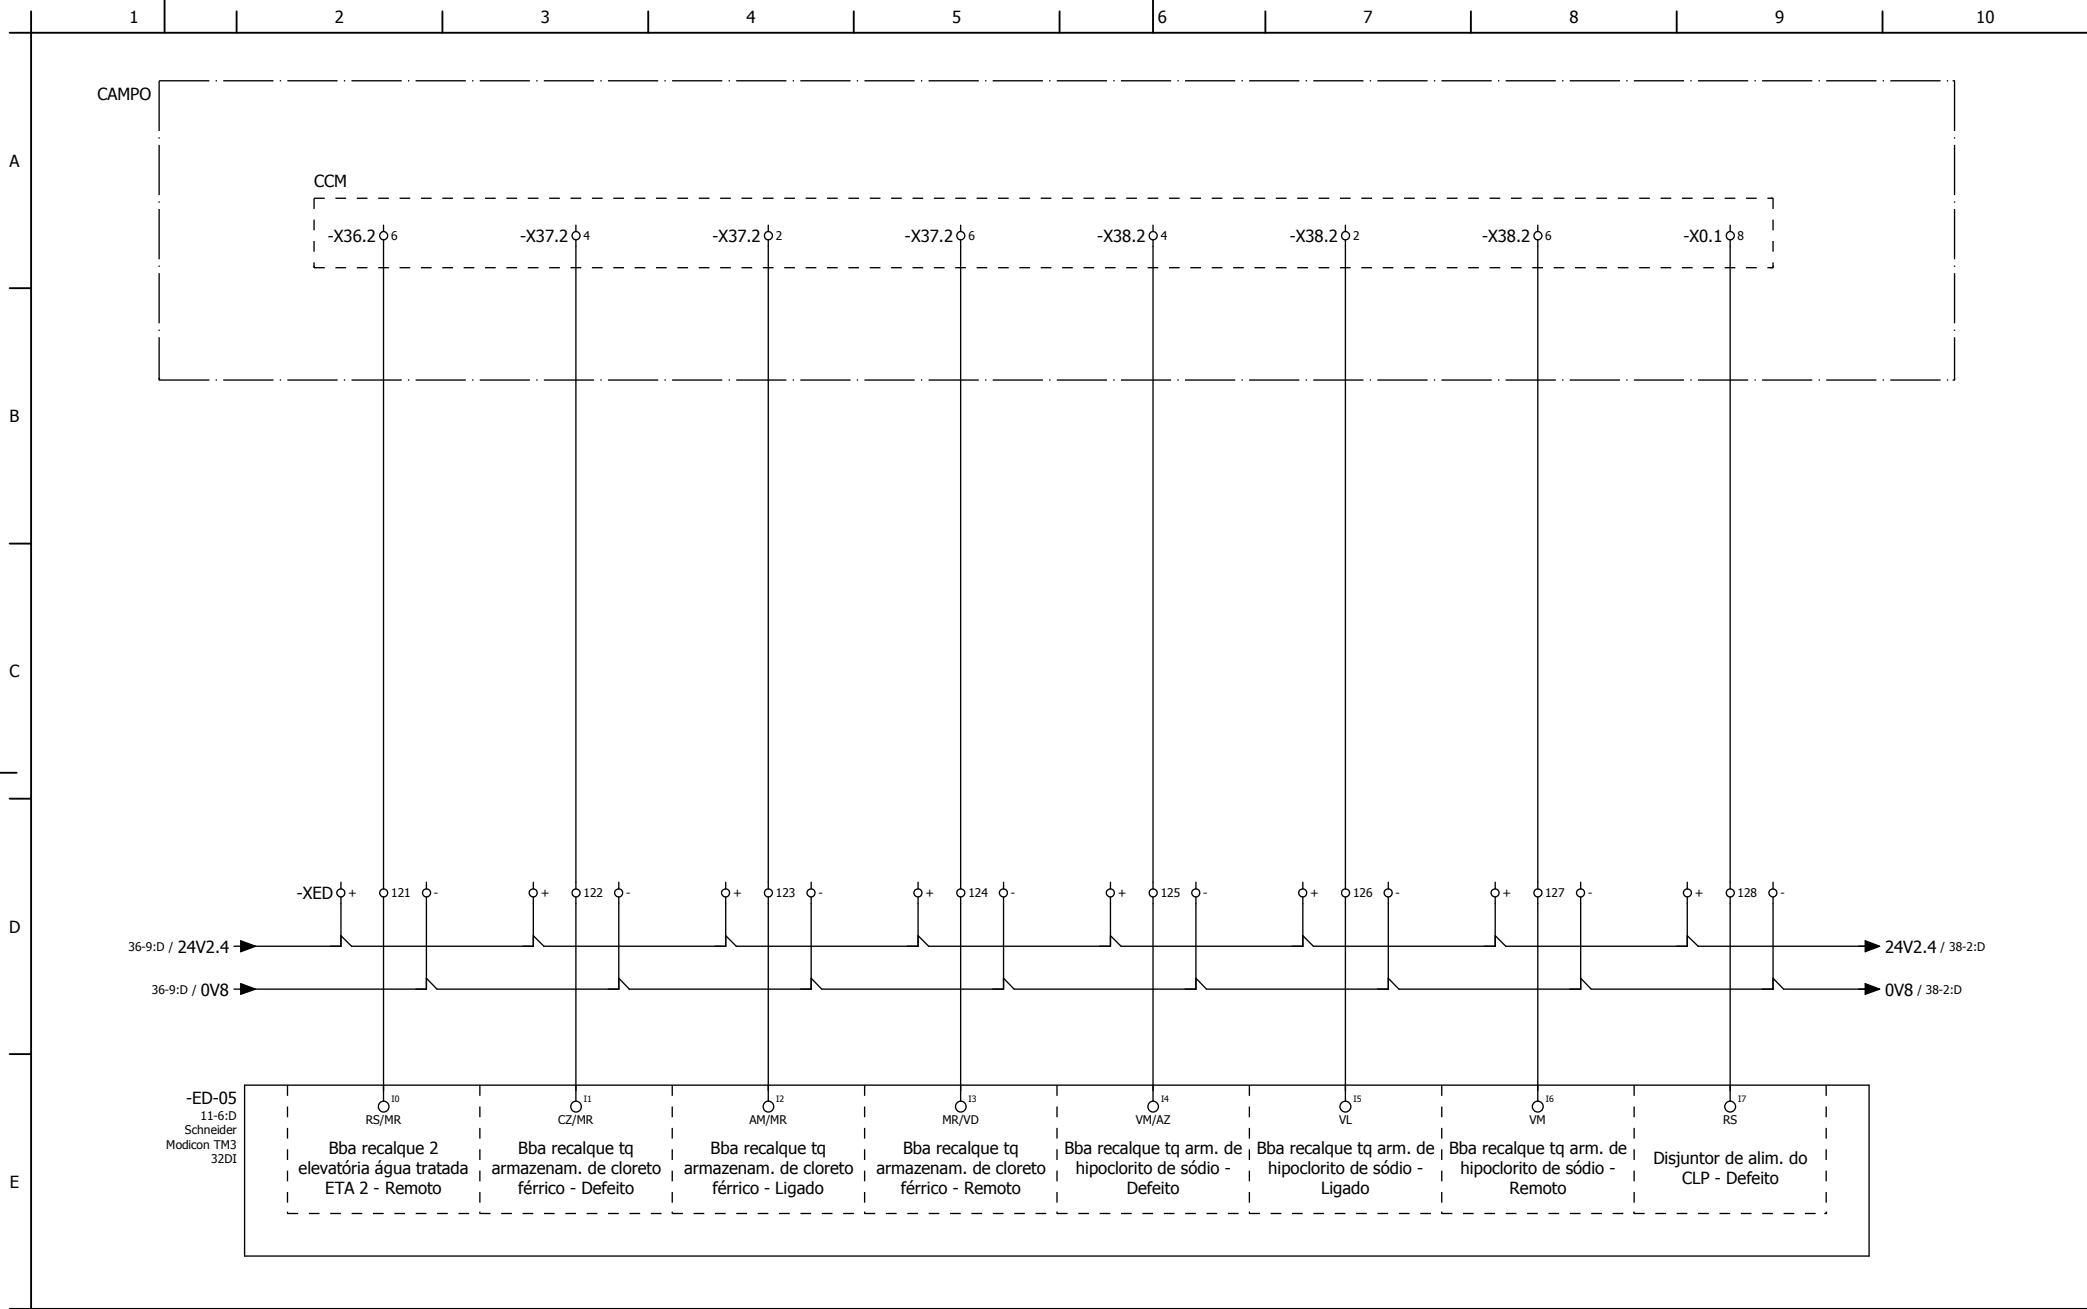 1 2 3 4 5 6 7 8 9 10
CAMPO
A
CCM
-X36.2 6 -X37.2 4 -X37.2 2 -X37.2 6 -X38.2 4 -X38.2 2 -X38.2 6 -X0.1 8
B
C
-XED + 121 - + 122 - + 123 - + 124 - + 125 - + 126 - + 127 - + 128 -
D
36-9:D / 24V2.4 24V2.4 / 38-2:D
36-9:D / 0V8 0V8 / 38-2:D
E
-ED-05
11-6:D
Schneider
Modicon TM3
32DI
I0
RS/MR
Bba recalque 2
elevatória água tratada
ETA 2 - Remoto
I1
CZ/MR
Bba recalque tq
armazenam. de cloreto
férrico - Defeito
I2
AM/MR
Bba recalque tq
armazenam. de cloreto
férrico - Ligado
I3
MR/VD
Bba recalque tq
armazenam. de cloreto
férrico - Remoto
I4
VM/AZ
Bba recalque tq arm. de
hipoclorito de sódio -
Defeito
I5
VL
Bba recalque tq arm. de
hipoclorito de sódio -
Ligado
I6
VM
Bba recalque tq arm. de
hipoclorito de sódio -
Remoto
I7
RS
Disjuntor de alim. do
CLP - Defeito